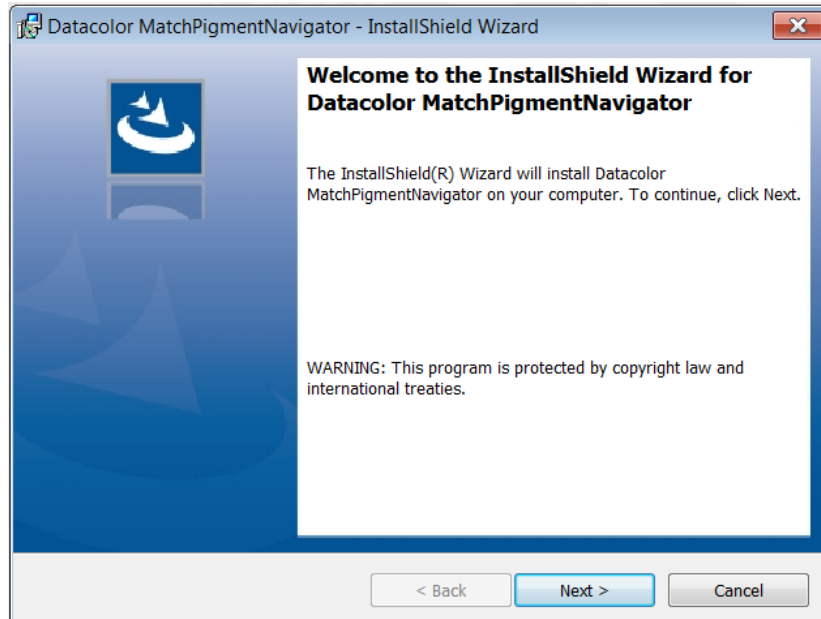 Datacolor MatchPigmentNavigator - InstallShield Wizard
Welcome to the InstallShield Wizard for
Datacolor MatchPigmentNavigator
The InstallShield(R) Wizard will install Datacolor
MatchPigmentNavigator on your computer. To continue, click Next.
WARNING: This program is protected by copyright law and
international treaties.
< Back
Next >
Cancel